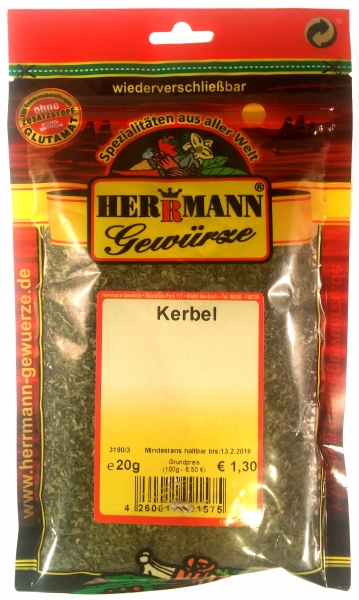 wiederverschließbar
ohne
ZUSATZSTOFF
GLUTAMAT
Spezialitäten aus aller Welt
HERRMANN®
Gewürze
www.herrmann-gewuerze.de
Kerbel
3190/3
Mindestens haltbar bis:13.2.2016
e20g
Grundpreis
(100g - 6,50 €)
€ 1,30